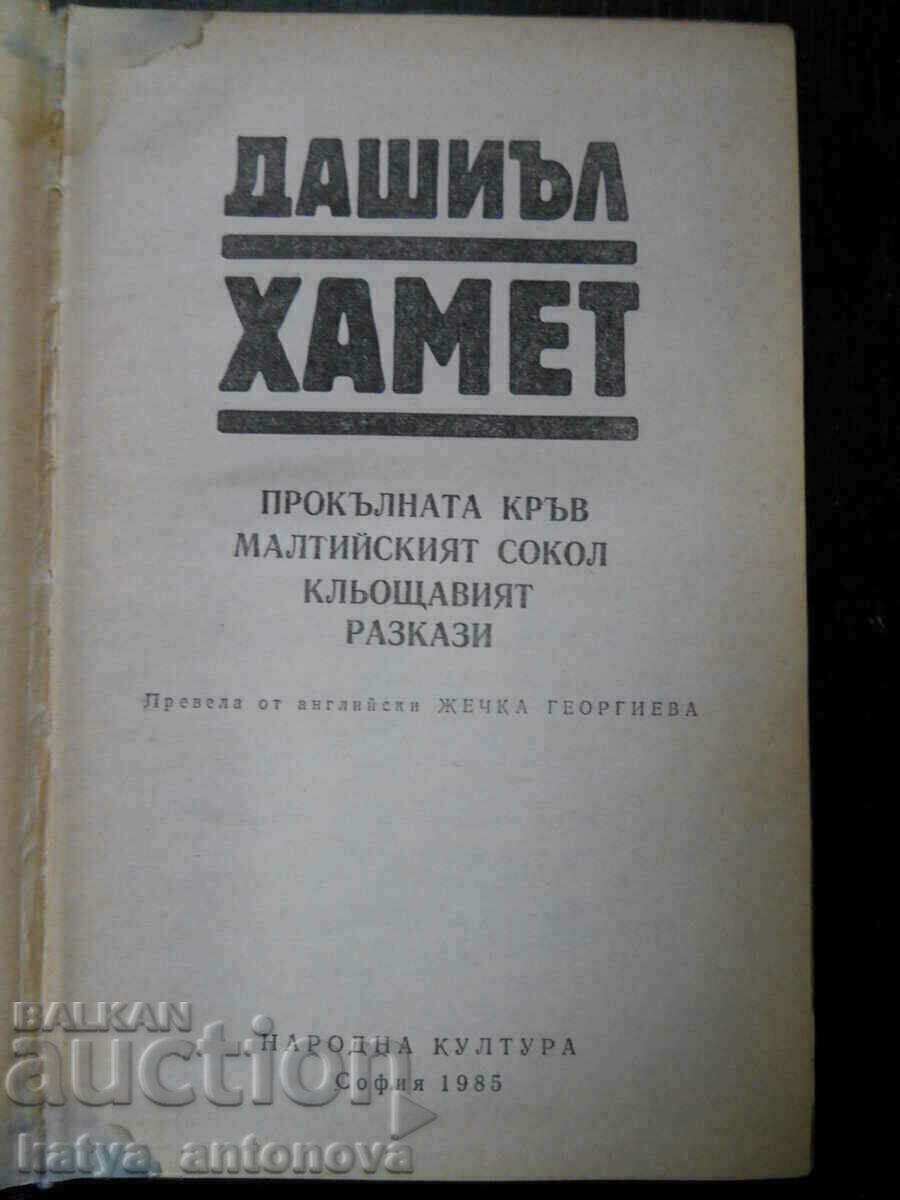 ДАШИЪЛ
ХАМЕТ
ПРОКЪЛНАТА КРЪВ
МАЛТИЙСКИЯТ СОКОЛ
КЛЬОЩАВИЯТ
РАЗКАЗИ
Превела от английски ЖЕЧКА ГЕОРГИЕВА
НАРОДНА КУЛТУРА
София 1985
BALKAN
auction
katya, antonova